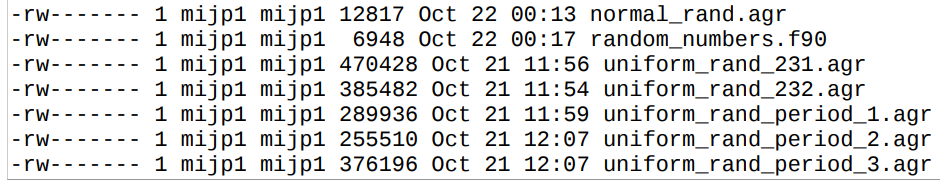 -rw------- 1 mijp1 mijp1 12817 Oct 22 00:13 normal_rand.agr
-rw------- 1 mijp1 mijp1  6948 Oct 22 00:17 random_numbers.f90
-rw------- 1 mijp1 mijp1 470428 Oct 21 11:56 uniform_rand_231.agr
-rw------- 1 mijp1 mijp1 385482 Oct 21 11:54 uniform_rand_232.agr
-rw------- 1 mijp1 mijp1 289936 Oct 21 11:59 uniform_rand_period_1.agr
-rw------- 1 mijp1 mijp1 255510 Oct 21 12:07 uniform_rand_period_2.agr
-rw------- 1 mijp1 mijp1 376196 Oct 21 12:07 uniform_rand_period_3.agr